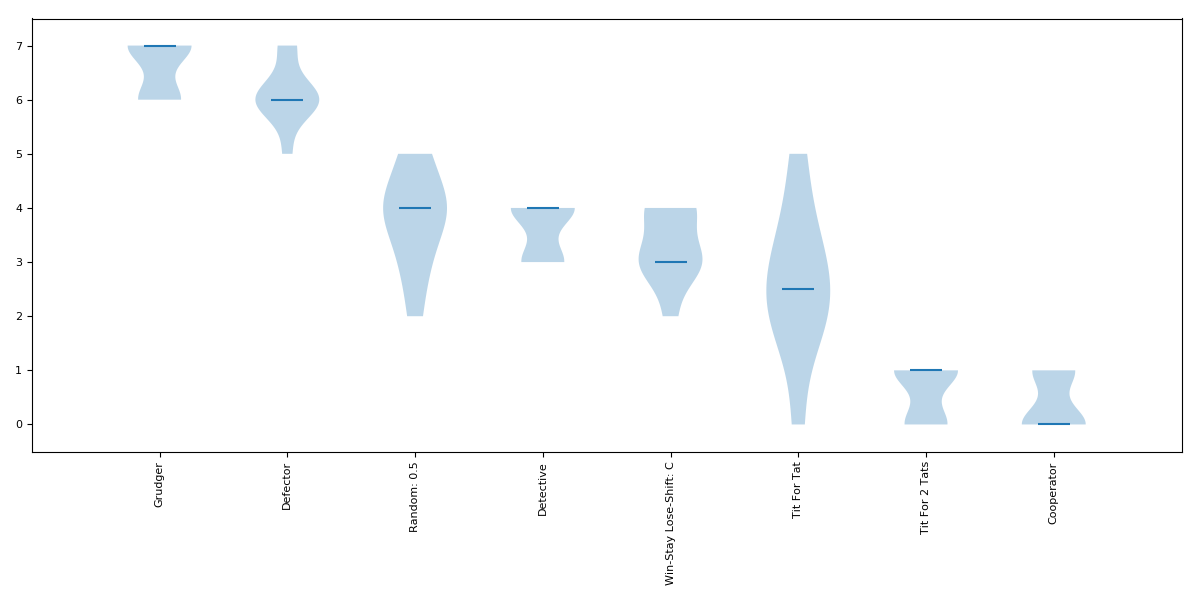 7
6
5
4
3
2
1
0
Grudger
Defector
Random: 0.5
Detective
Win-Stay Lose-Shift: C
Tit For Tat
Tit For 2 Tats
Cooperator